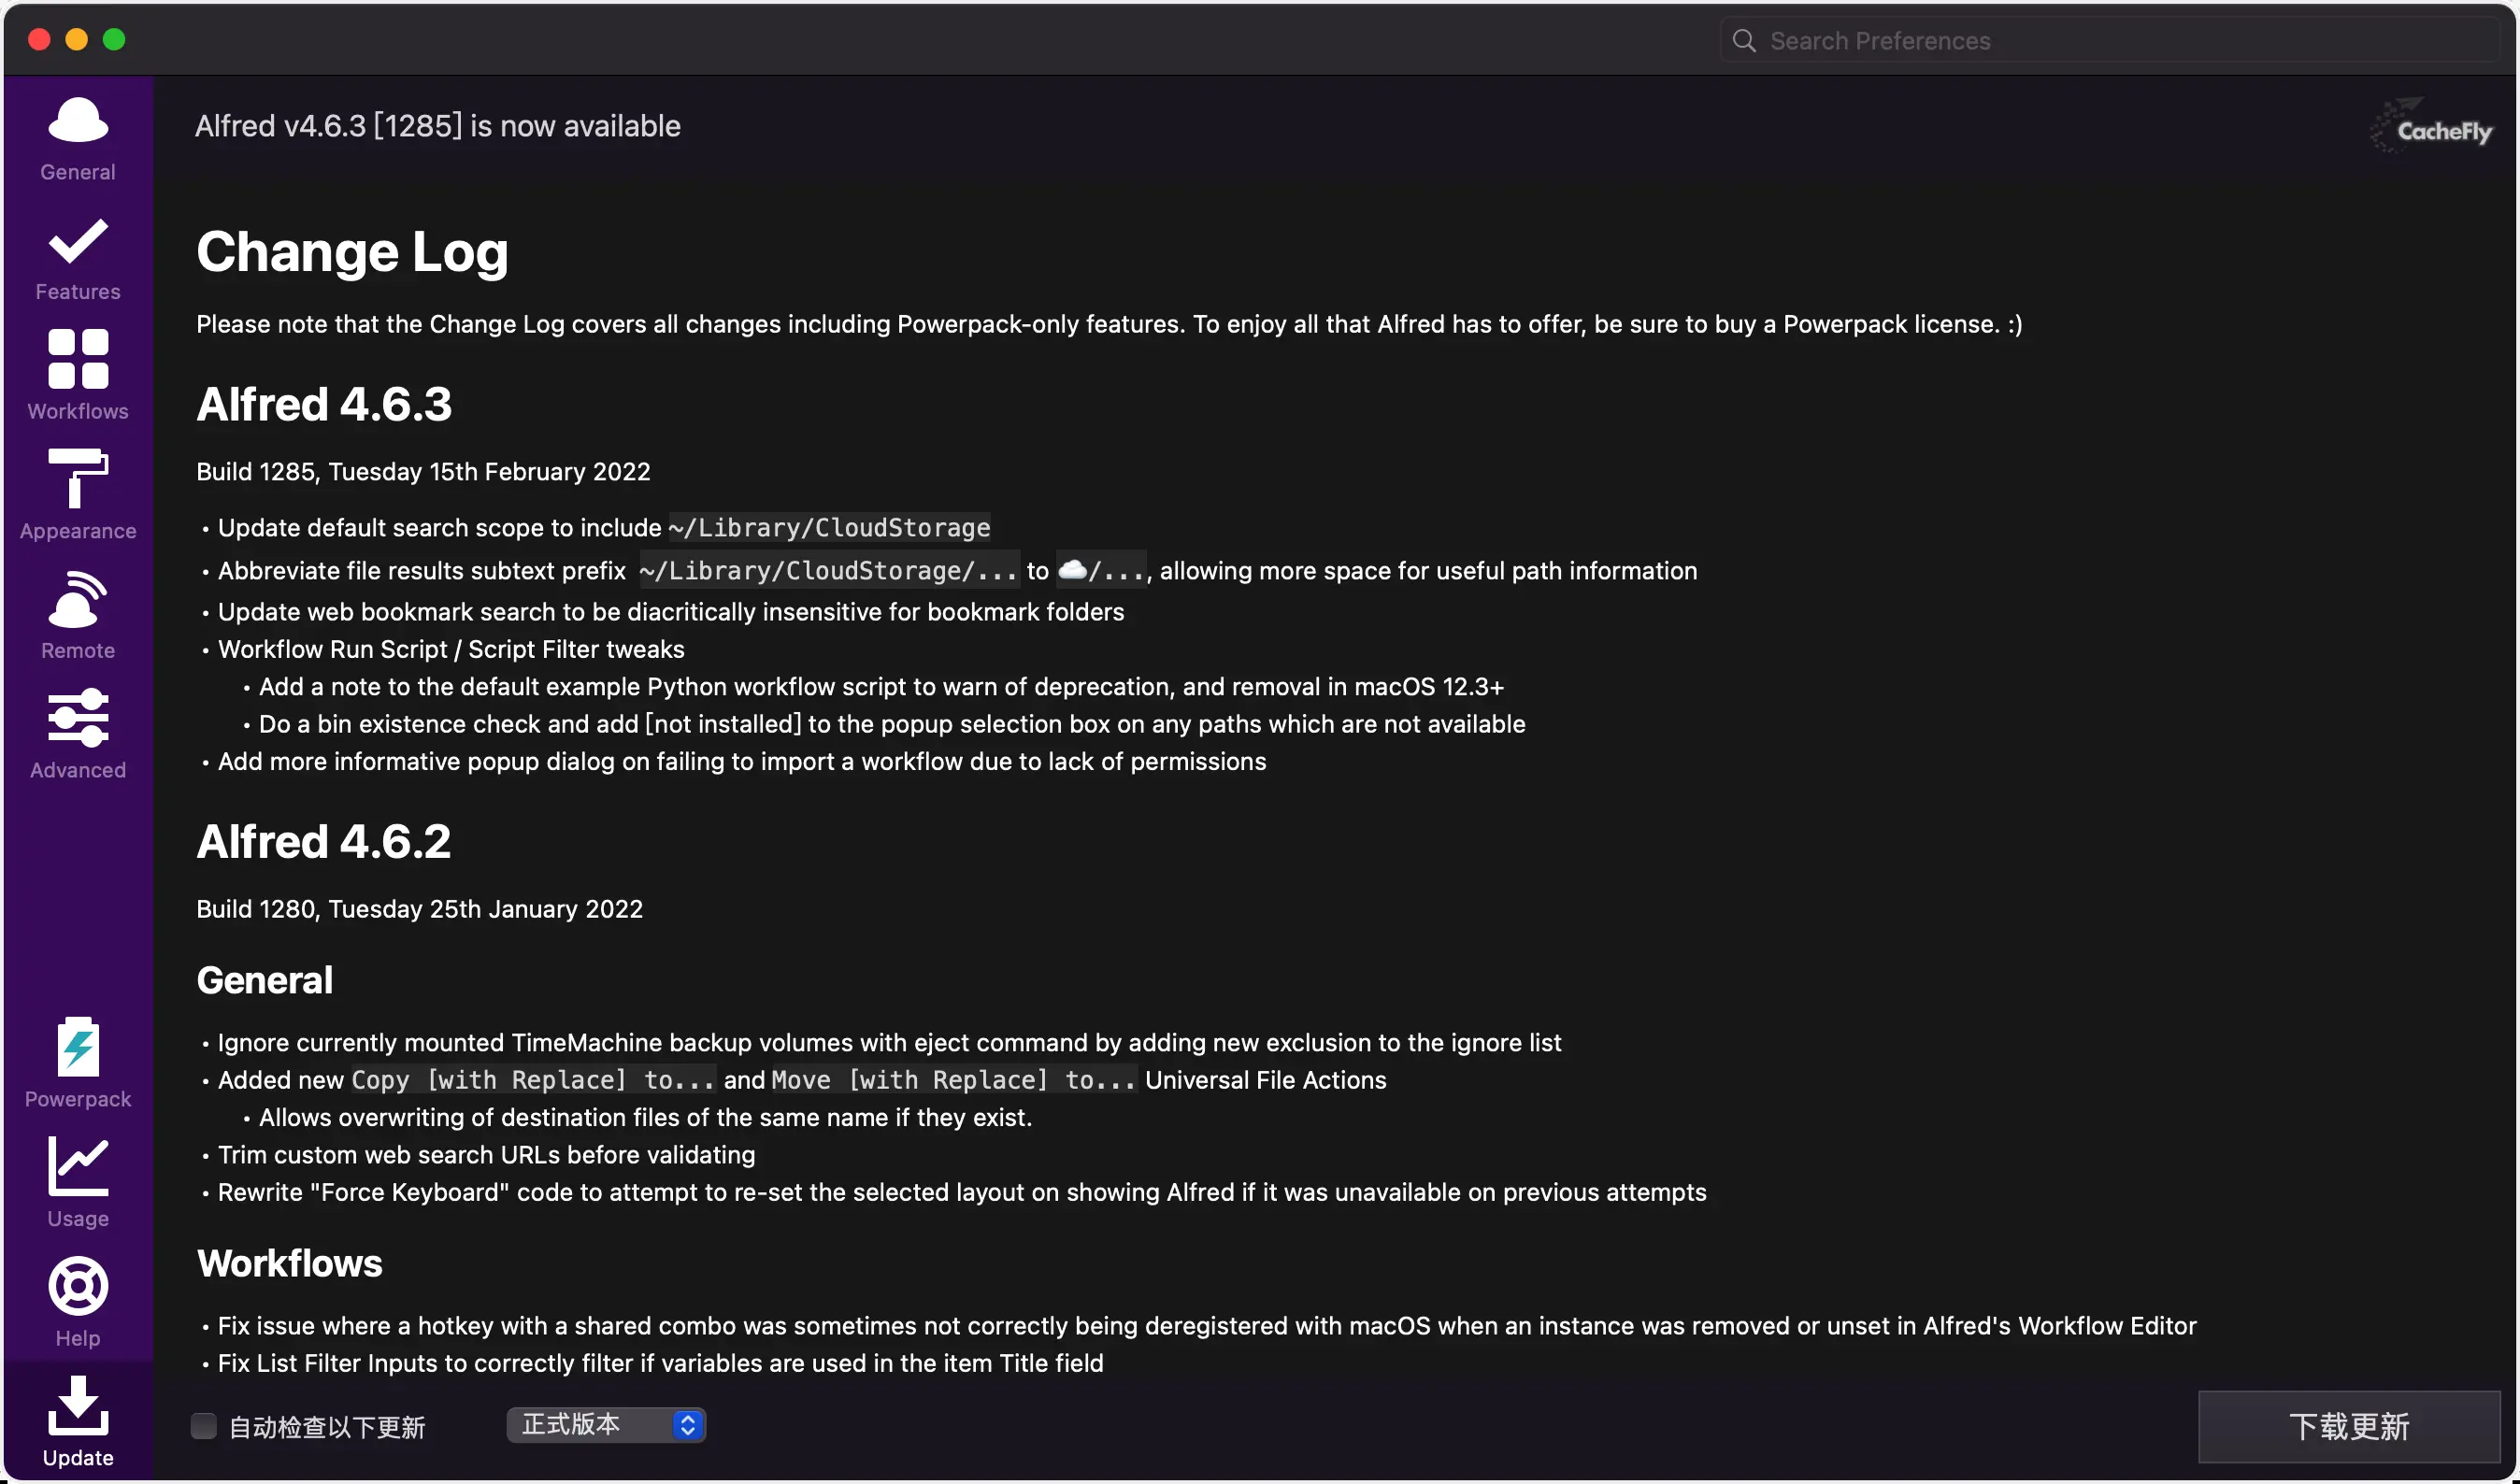 Search Preferences
General
Features
Workflows
Appearance
Remote
Advanced
Powerpack
Usage
Help
Update
Alfred v4.6.3 [1285] is now available
CacheFly
Change Log
Please note that the Change Log covers all changes including Powerpack-only features. To enjoy all that Alfred has to offer, be sure to buy a Powerpack license. :)
Alfred 4.6.3
Build 1285, Tuesday 15th February 2022
• Update default search scope to include ~/Library/CloudStorage
• Abbreviate file results subtext prefix ~/Library/CloudStorage/... to ☁️/..., allowing more space for useful path information
• Update web bookmark search to be diacritically insensitive for bookmark folders
• Workflow Run Script / Script Filter tweaks
• Add a note to the default example Python workflow script to warn of deprecation, and removal in macOS 12.3+
• Do a bin existence check and add [not installed] to the popup selection box on any paths which are not available
• Add more informative popup dialog on failing to import a workflow due to lack of permissions
Alfred 4.6.2
Build 1280, Tuesday 25th January 2022
General
• Ignore currently mounted TimeMachine backup volumes with eject command by adding new exclusion to the ignore list
• Added new Copy [with Replace] to... and Move [with Replace] to... Universal File Actions
• Allows overwriting of destination files of the same name if they exist.
• Trim custom web search URLs before validating
• Rewrite "Force Keyboard" code to attempt to re-set the selected layout on showing Alfred if it was unavailable on previous attempts
Workflows
• Fix issue where a hotkey with a shared combo was sometimes not correctly being deregistered with macOS when an instance was removed or unset in Alfred's Workflow Editor
• Fix List Filter Inputs to correctly filter if variables are used in the item Title field
自动检查以下更新
正式版本
下载更新